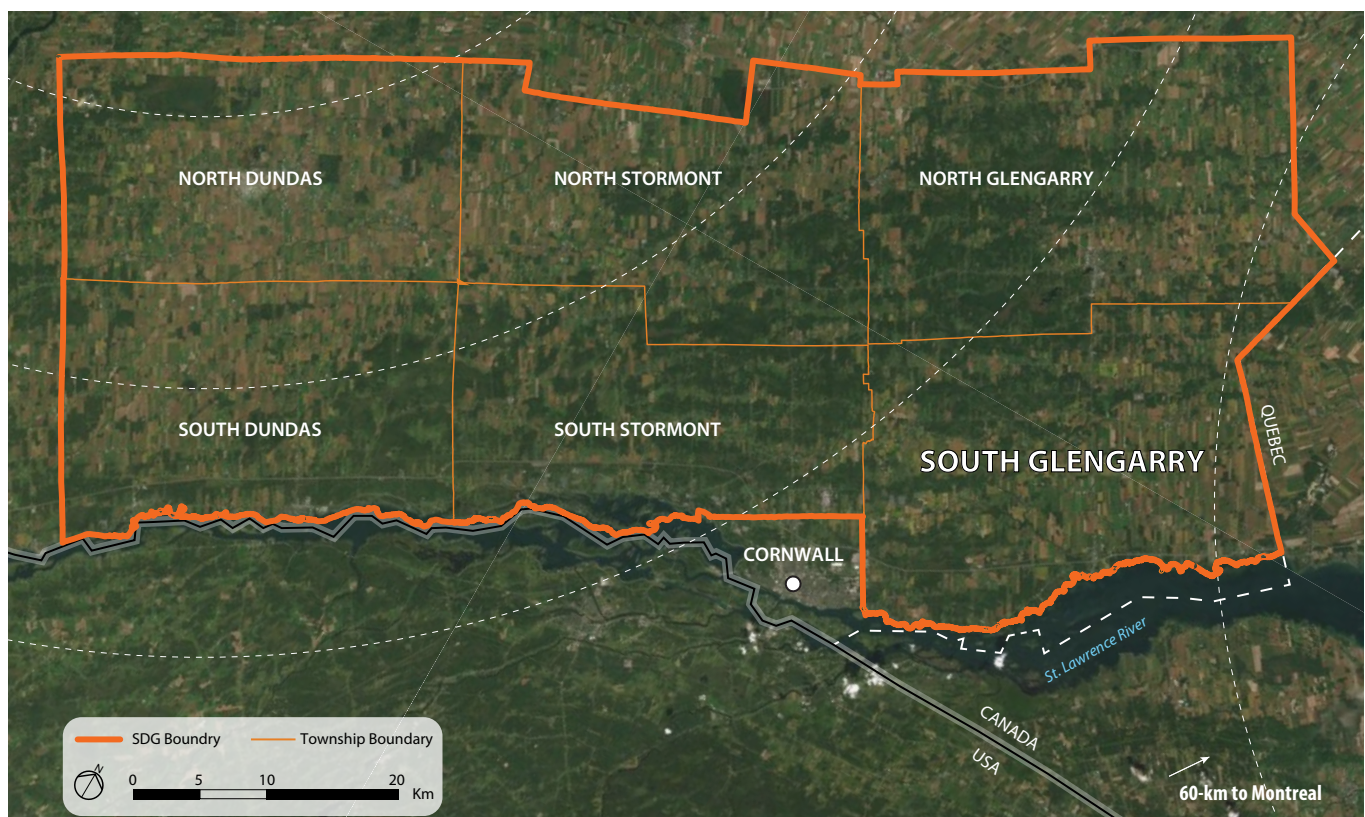 NORTH DUNDAS
NORTH STORMONT
NORTH GLENGARRY
SOUTH DUNDAS
SOUTH STORMONT
SOUTH GLENGARRY
QUEBEC
CORNWALL
St. Lawrence River
CANADA
USA
SDG Boundry
Township Boundary
N
0 5 10 20
Km
60-km to Montreal